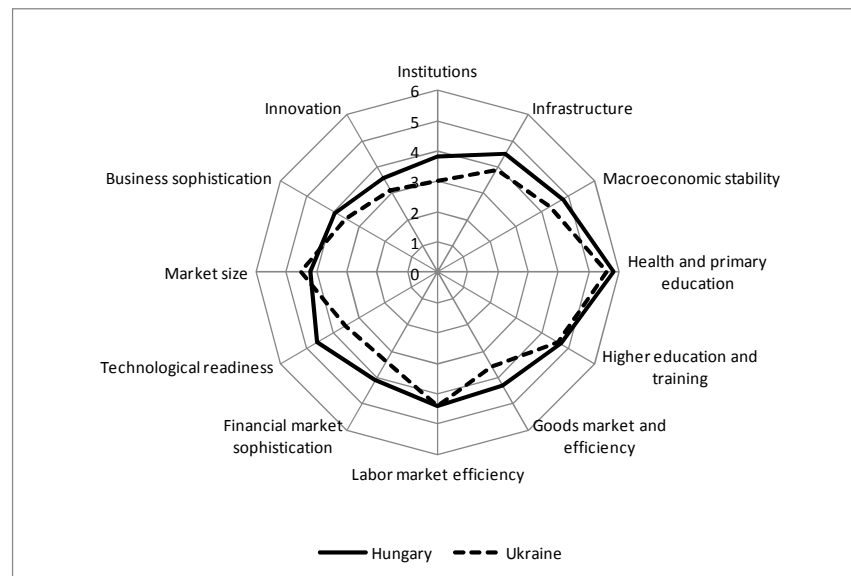 Institutions
6
Infrastructure
Innovation
5
4
Business sophistication
Macroeconomic stability
3
2
1
Market size
0
Health and primary
education
Technological readiness
Higher education and
training
Financial market
sophistication
Goods market and
efficiency
Labor market efficiency
Hungary
Ukraine